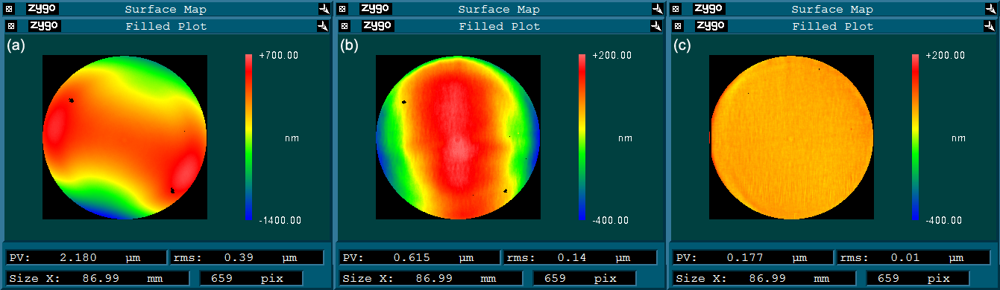 zygo Surface Map
zygo Filled Plot
(a)
+700.00
nm
-1400.00
PV: 2.180 µm rms: 0.39 µm
Size X: 86.99 mm 659 pix
zygo Surface Map
zygo Filled Plot
(b)
+200.00
nm
-400.00
PV: 0.615 µm rms: 0.14 µm
Size X: 86.99 mm 659 pix
zygo Surface Map
zygo Filled Plot
(c)
+200.00
nm
-400.00
PV: 0.177 µm rms: 0.01 µm
Size X: 86.99 mm 659 pix